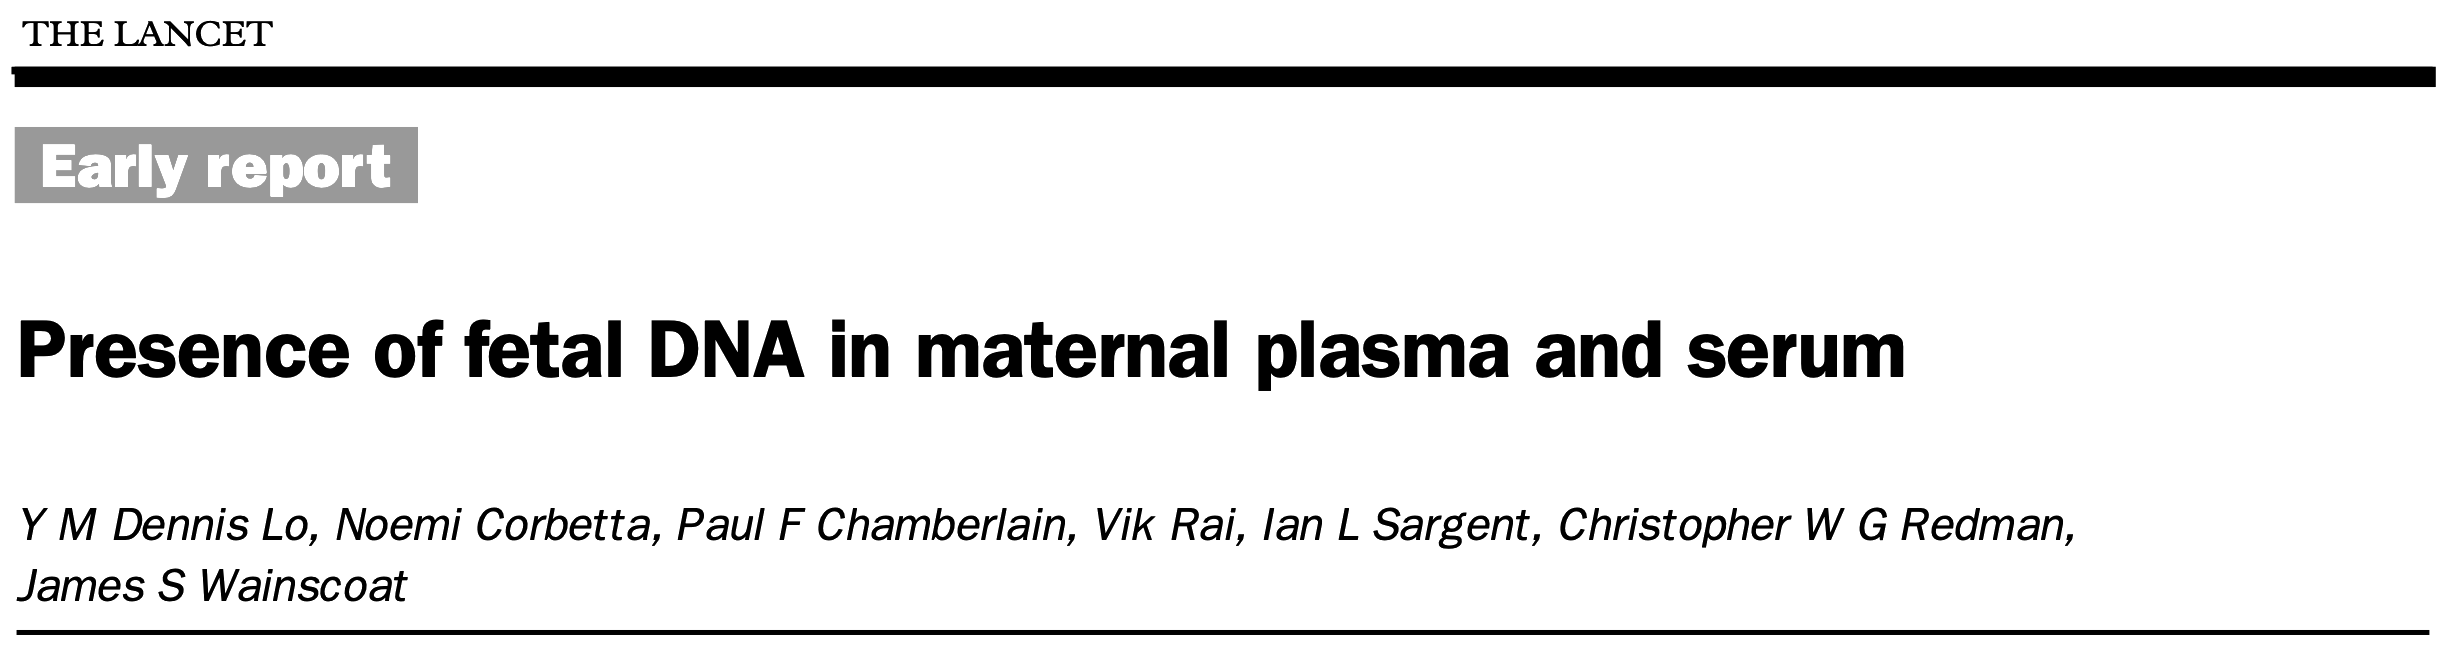 THE LANCET
Early report
Presence of fetal DNA in maternal plasma and serum
Y M Dennis Lo, Noemi Corbetta, Paul F Chamberlain, Vik Rai, Ian L Sargent, Christopher W G Redman,
James S Wainscoat